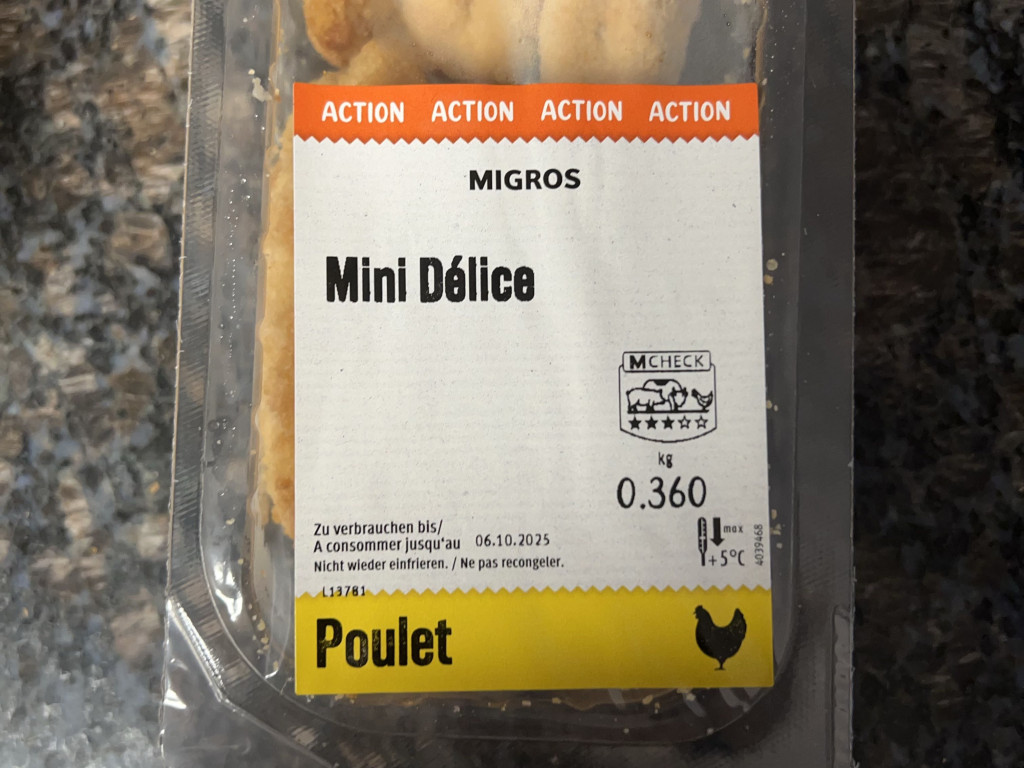 ACTION ACTION ACTION ACTION
MIGROS
Mini Délice
M CHECK
kg
0.360
Zu verbrauchen bis/
A consommer jusqu'au 06.10.2025
Nicht wieder einfrieren. / Ne pas recongeler.
max
+5°C
4039468
L13781
Poulet